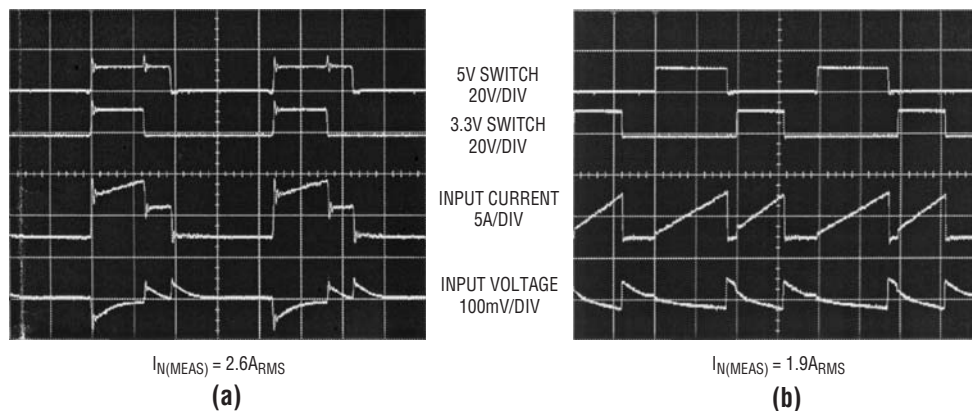 5V SWITCH
20V/DIV
3.3V SWITCH
20V/DIV
INPUT CURRENT
5A/DIV
INPUT VOLTAGE
100mV/DIV
IN(MEAS) = 2.6ARMS
(a)
IN(MEAS) = 1.9ARMS
(b)